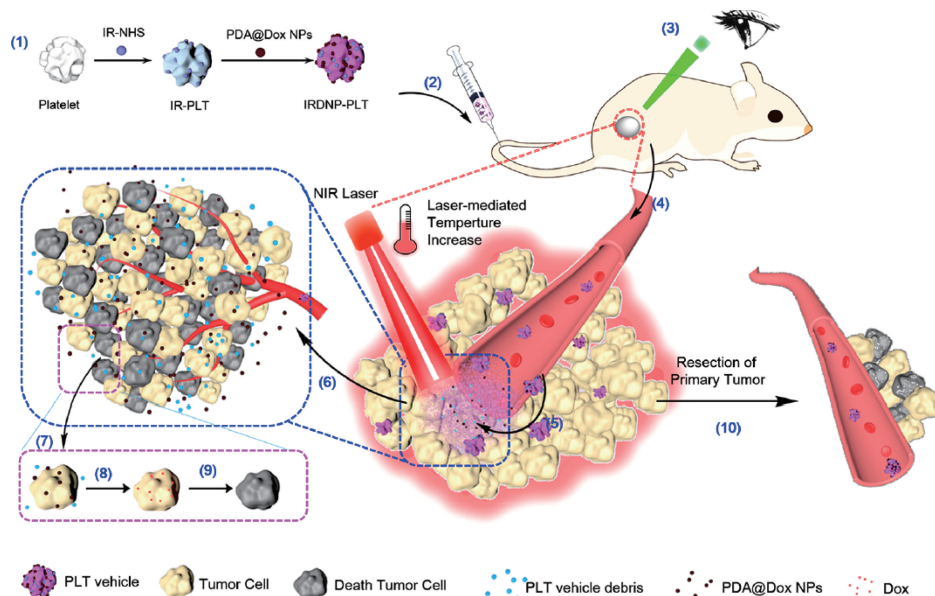 (1)
IR-NHS
PDA@Dox NPs
Platelet
IR-PLT
IRDNP-PLT
(2)
(3)
NIR Laser
Laser-mediated
Temperture
Increase
(4)
(5)
(6)
Resection of
Primary Tumor
(10)
(7)
(8)
(9)
PLT vehicle
Tumor Cell
Death Tumor Cell
PLT vehicle debris
PDA@Dox NPs
Dox